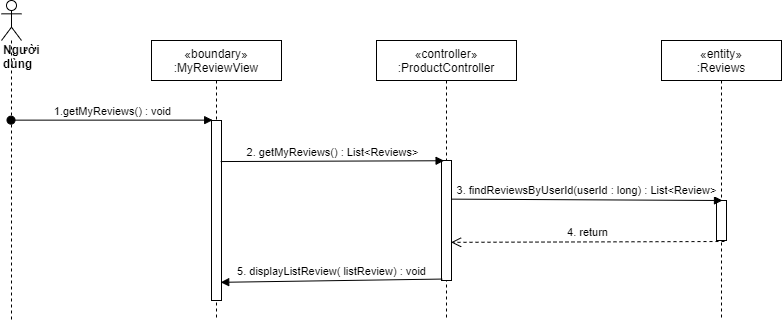 Người
dùng
«boundary»
:MyReviewView
«controller»
:ProductController
«entity»
:Reviews
1.getMyReviews() : void
2. getMyReviews() : List<Reviews>
3. findReviewsByUserId(userId : long) : List<Review>
4. return
5. displayListReview( listReview) : void